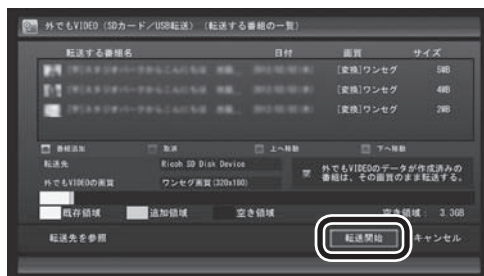 外でもVIDEO (SDカード/USB転送) (転送する番組の一覧)
転送する番組名 日付 画質 サイズ
[変換]ワンセグ 5MB
[変換]ワンセグ 4MB
[変換]ワンセグ 2MB
番組追加 取消 上へ移動 下へ移動
転送先 Ricoh SD Disk Device
外でもVIDEOの画質 ワンセグ画質(320x180)
外でもVIDEOのデータが作成済みの
番組は、その画質のまま転送する。
既存領域 追加領域 空き領域 空き領域: 3.3GB
転送先を参照 転送開始 キャンセル